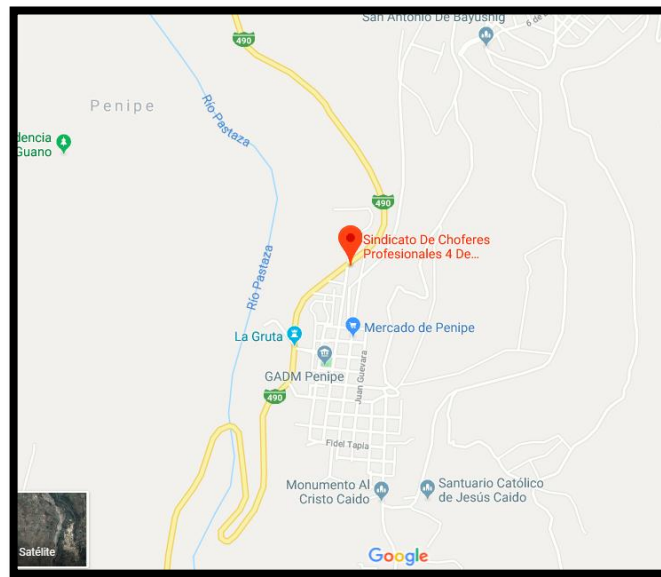 San Antonio De Bayushig
6 de
490
Penipe
Río Pastaza
dencia
Guano
490
Sindicato De Choferes
Profesionales 4 De...
Río Pastaza
La Gruta
Mercado de Penipe
GADM Penipe
Juan Guevara
490
Fidel Tapia
Monumento Al
Cristo Caido
Santuario Católico
de Jesús Caido
Satélite
Google